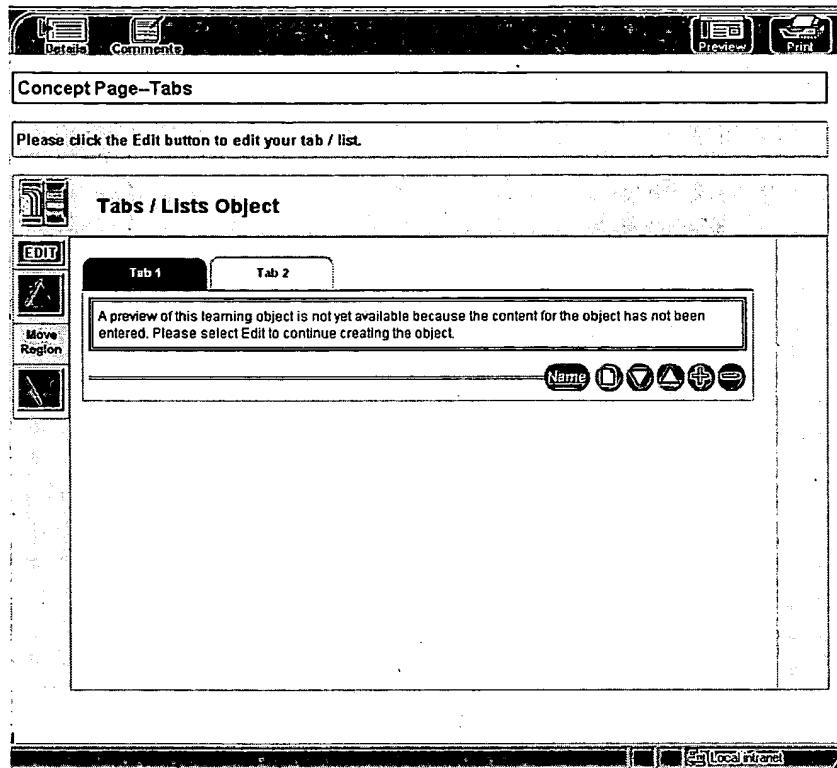 Details Comments Preview Print
Concept Page–Tabs
Please click the Edit button to edit your tab / list.
Tabs / Lists Object
EDIT
Tab 1 Tab 2
A preview of this learning object is not yet available because the content for the object has not been
entered. Please select Edit to continue creating the object.
Move
Region
Name
Local intranet